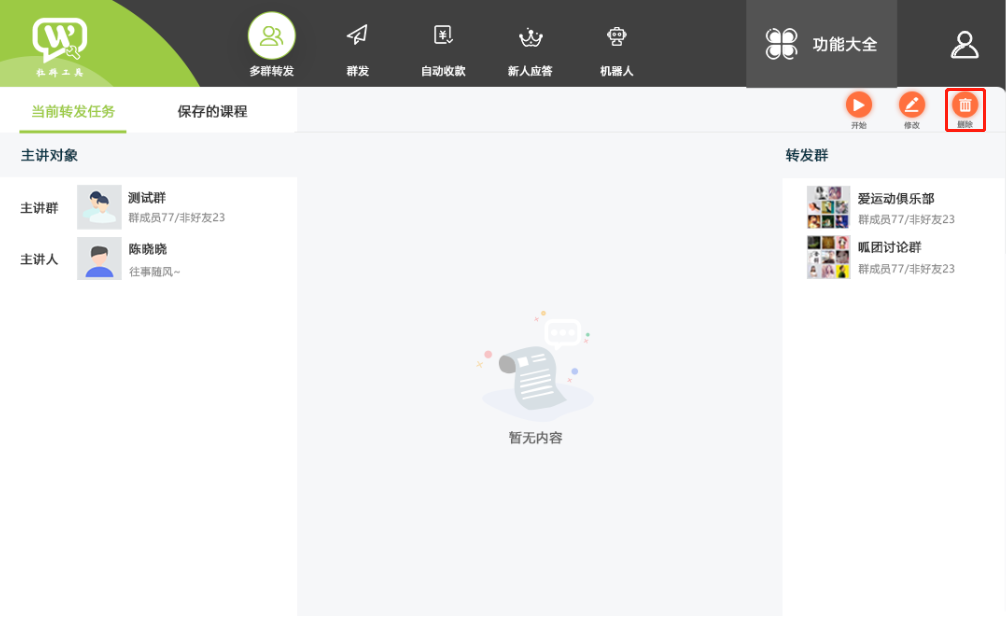 W
社群工具
多群转发
群发
自动收款
新人应答
机器人
功能大全
当前转发任务
保存的课程
开始
修改
删除
主讲对象
转发群
主讲群
测试群
群成员77/非好友23
主讲人
陈晓晓
往事随风~
爱运动俱乐部
群成员77/非好友23
呱团讨论群
群成员77/非好友23
暂无内容